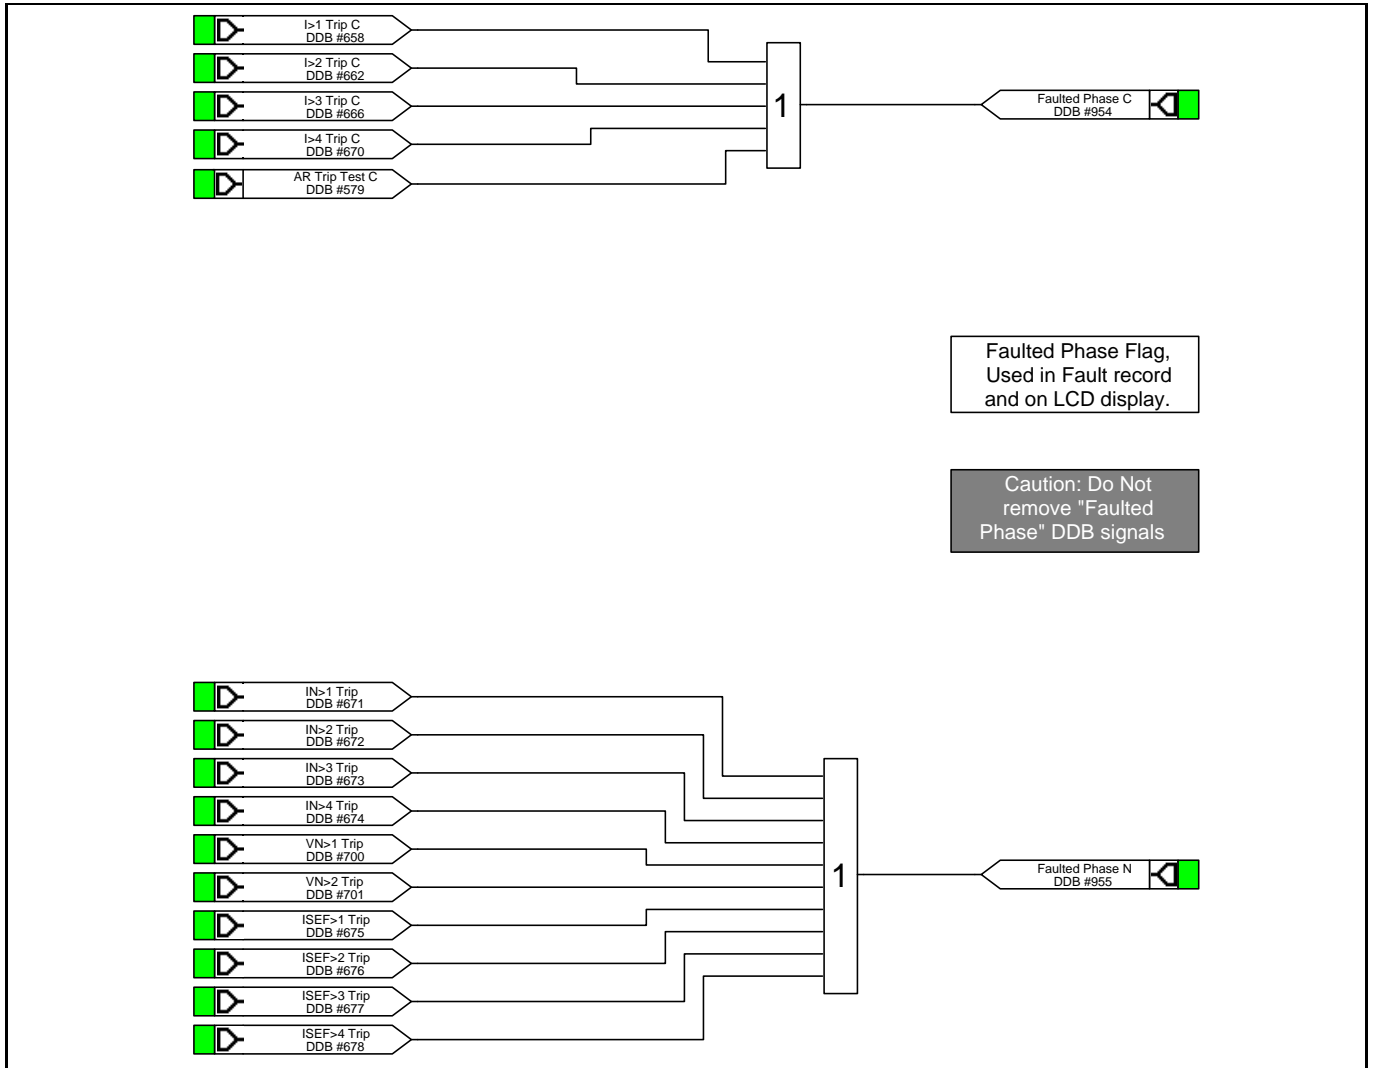 I>1 Trip C
DDB #658
I>2 Trip C
DDB #662
I>3 Trip C
DDB #666
I>4 Trip C
DDB #670
AR Trip Test C
DDB #579
1
Faulted Phase C
DDB #954
Faulted Phase Flag,
Used in Fault record
and on LCD display.
Caution: Do Not
remove "Faulted
Phase" DDB signals
IN>1 Trip
DDB #671
IN>2 Trip
DDB #672
IN>3 Trip
DDB #673
IN>4 Trip
DDB #674
VN>1 Trip
DDB #700
VN>2 Trip
DDB #701
ISEF>1 Trip
DDB #675
ISEF>2 Trip
DDB #676
ISEF>3 Trip
DDB #677
ISEF>4 Trip
DDB #678
1
Faulted Phase N
DDB #955